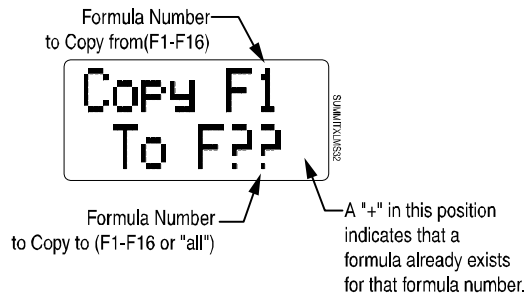 Formula Number
to Copy from(F1-F16)
Copy F1
To F??
SUMMITXLMS32
Formula Number
to Copy to (F1-F16 or "all")
A "+" in this position
indicates that a
formula already exists
for that formula number.